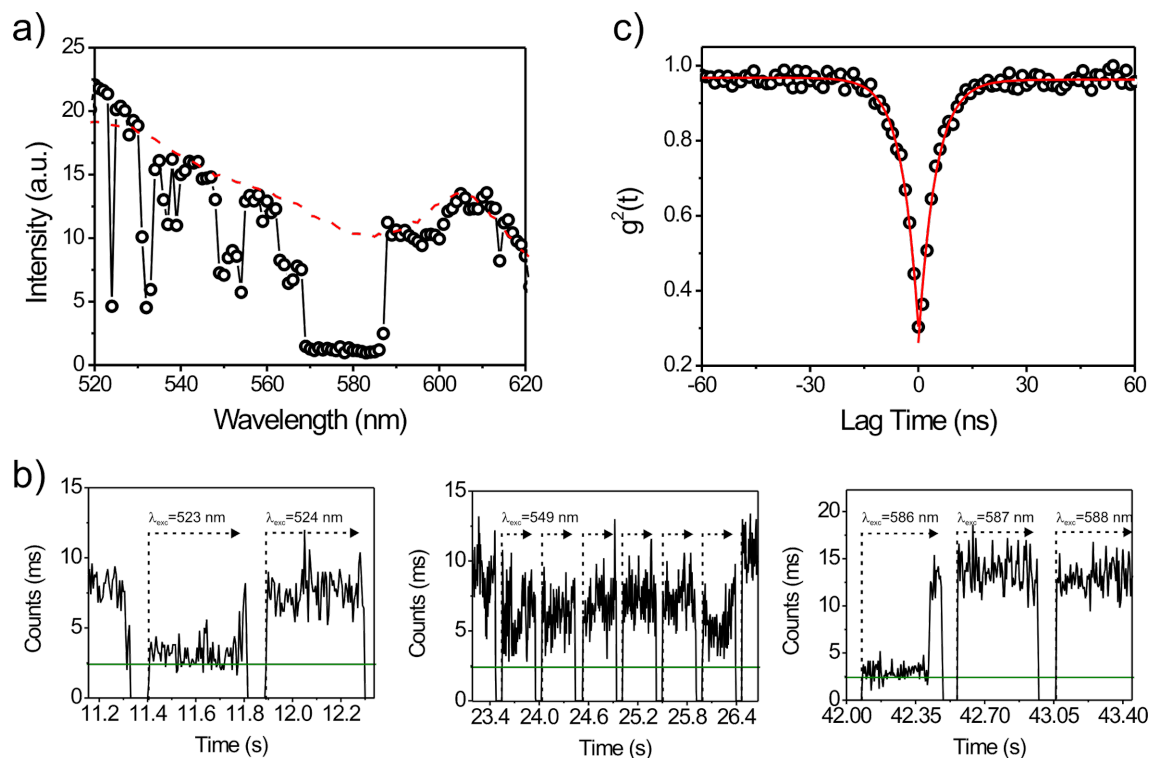 a)
25
20
15
10
5
0
Intensity (a.u.)
520 540 560 580 600 620
Wavelength (nm)
c)
1.0
0.8
0.6
0.4
0.2
g²(t)
-60 -30 0 30 60
Lag Time (ns)
b)
15
10
5
0
Counts (ms)
λexc=523 nm
λexc=524 nm
11.2 11.4 11.6 11.8 12.0 12.2
Time (s)
15
10
5
0
Counts (ms)
λexc=549 nm
23.4 24.0 24.6 25.2 25.8 26.4
Time (s)
20
15
10
5
0
Counts (ms)
λexc=586 nm
λexc=587 nm
λexc=588 nm
42.00 42.35 42.70 43.05 43.40
Time (s)